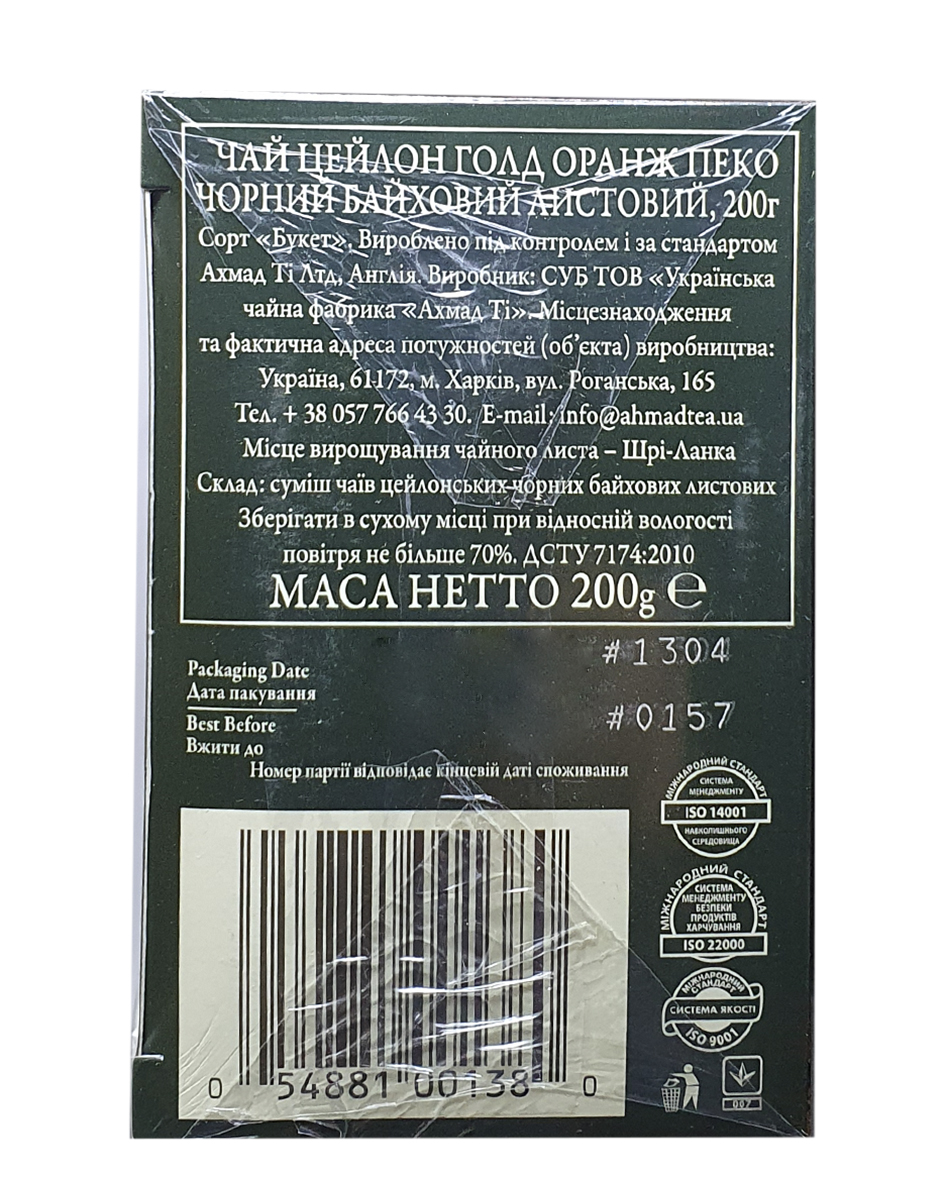 ЧАЙ ЦЕЙЛОН ГОЛД ОРАНЖ ПЕКО
ЧОРНИЙ БАЙХОВИЙ ЛИСТОВИЙ, 200г
Сорт «Букет». Вироблено під контролем і за стандартом
Ахмад Ті Лтд, Англія. Виробник: СУБ ТОВ «Українська
чайна фабрика «Ахмад Ті». Місцезнаходження
та фактична адреса потужностей (об’єкта) виробництва:
Україна, 61172, м. Харків, вул. Роганська, 165
Тел. + 38 057 766 43 30. E-mail: info@ahmadtea.ua
Місце вирощування чайного листа – Шрі-Ланка
Склад: суміш чаїв цейлонських чорних байхових листових
Зберігати в сухому місці при відносній вологості
повітря не більше 70%. ДСТУ 7174:2010
МАСА НЕТТО 200g ℮
#1304
Packaging Date
Дата пакування
#0157
Best Before
Вжити до
Номер партії відповідає кінцевій даті споживання
МІЖНАРОДНИЙ СТАНДАРТ
СИСТЕМА
МЕНЕДЖМЕНТУ
ISO 14001
НАВКОЛИШНЬОГО
СЕРЕДОВИЩА
МІЖНАРОДНИЙ СТАНДАРТ
СИСТЕМА
МЕНЕДЖМЕНТУ
БЕЗПЕКИ
ПРОДУКТІВ
ХАРЧУВАННЯ
ISO 22000
МІЖНАРОДНИЙ
СТАНДАРТ
СИСТЕМА ЯКОСТІ
ISO 9001
007
0 54881 00138 0